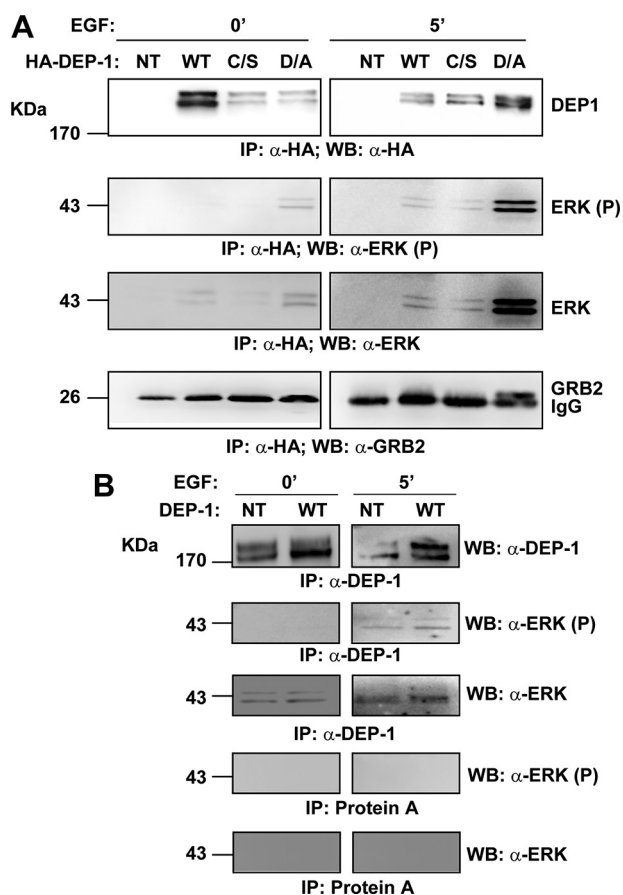 A
EGF: 0’ 5’
HA-DEP-1: NT WT C/S D/A NT WT C/S D/A
KDa
170
DEP1
IP: α-HA; WB: α-HA
43
ERK (P)
IP: α-HA; WB: α-ERK (P)
43
ERK
IP: α-HA; WB: α-ERK
26
GRB2
IgG
IP: α-HA; WB: α-GRB2
B
EGF: 0’ 5’
DEP-1: NT WT NT WT
KDa
170
WB: α-DEP-1
IP: α-DEP-1
43
WB: α-ERK (P)
IP: α-DEP-1
43
WB: α-ERK
IP: α-DEP-1
43
WB: α-ERK (P)
IP: Protein A
43
WB: α-ERK
IP: Protein A